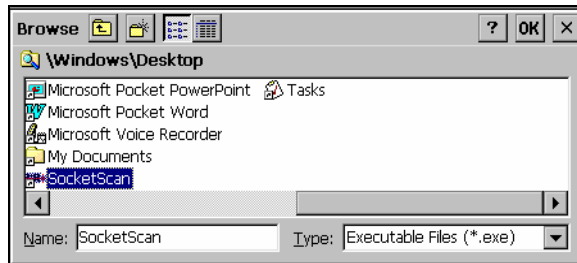 Browse ? OK ×
\Windows\Desktop
Microsoft Pocket PowerPoint Tasks
Microsoft Pocket Word
Microsoft Voice Recorder
My Documents
SocketScan
Name: SocketScan Type: Executable Files (*.exe)